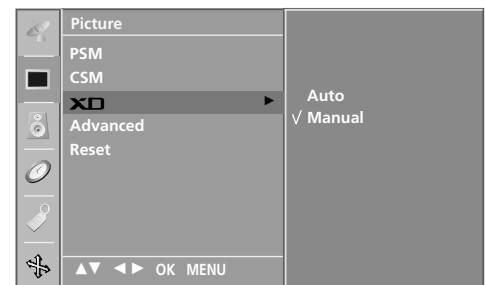 Picture
PSM
CSM
XD ►
Advanced
Reset
Auto
√ Manual
▲▼ ◄► OK MENU